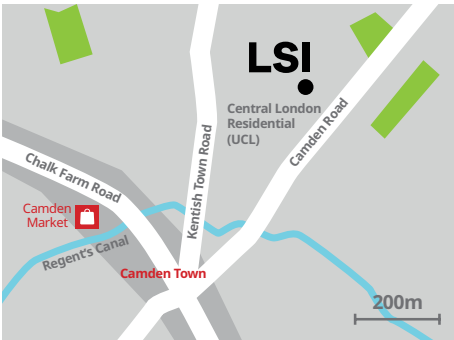 LSI
Central London
Residential
(UCL)
Camden Road
Kentish Town Road
Chalk Farm Road
Camden
Market
Regent's Canal
Camden Town
200m